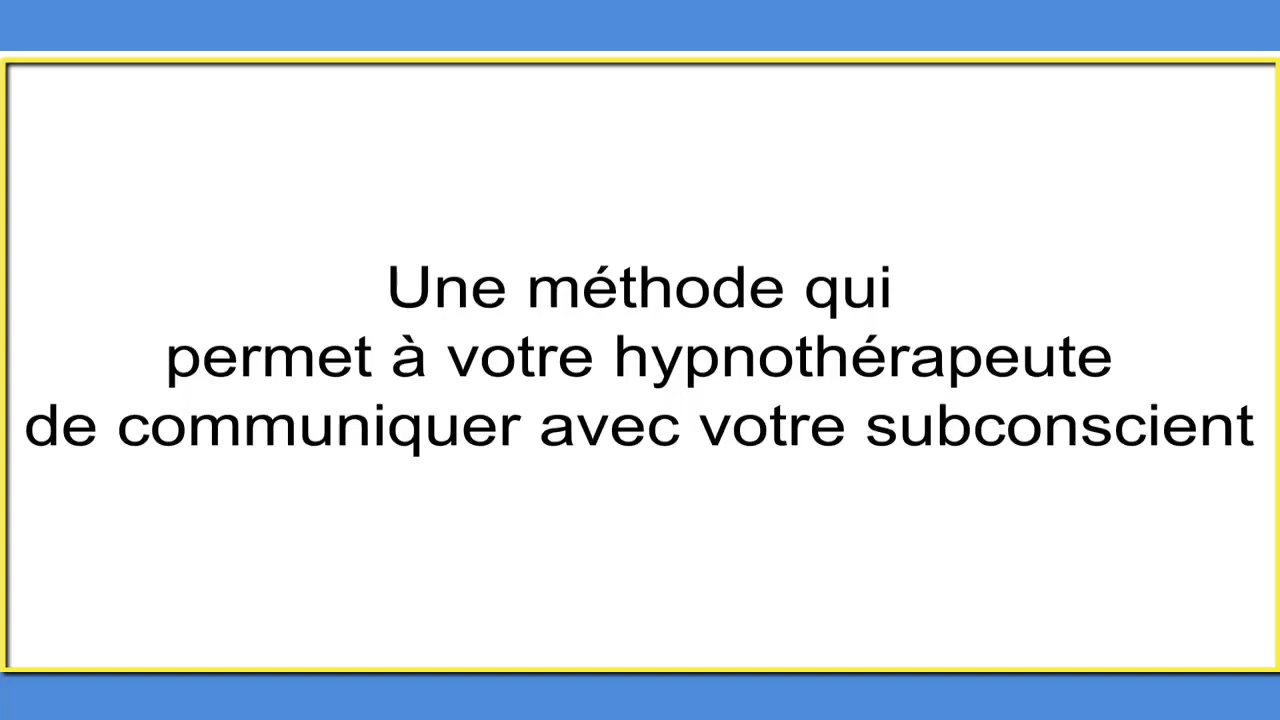 Une méthode qui
permet à votre hypnothérapeute
de communiquer avec votre subconscient